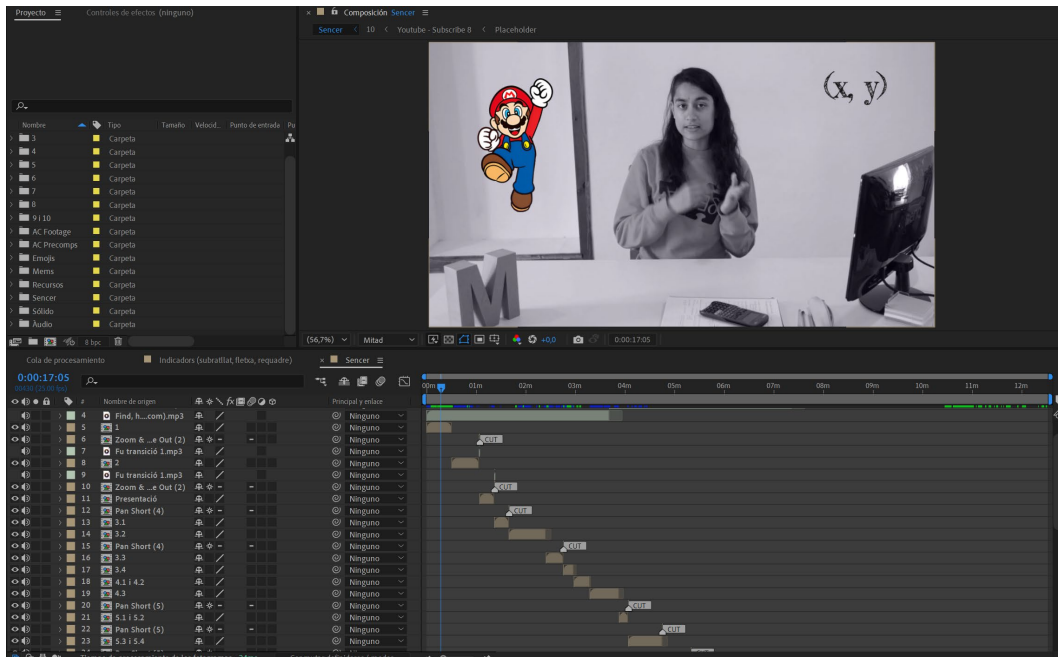 Proyecto
Controles de efectos (ninguno)
Composición Sencer
Sencer 10 Youtube - Subscribe 8 Placeholder
(x, y)
M
Nombre Tipo Tamaño Velocid... Punto de entrada Pu
3 Carpeta
4 Carpeta
5 Carpeta
6 Carpeta
7 Carpeta
8 Carpeta
9 i 10 Carpeta
AC Footage Carpeta
AC Precomps Carpeta
Emojis Carpeta
Mems Carpeta
Recursos Carpeta
Sencer Carpeta
Sólido Carpeta
Àudio Carpeta
8 bpc
(56,7%) Mitad +0,0 0:00:17:05
Cola de procesamiento
Indicadors (subratllat, fletxa, requadre)
Sencer
0:00:17:05
00m 01m 02m 03m 04m 05m 06m 07m 08m 09m 10m 11m 12m
# Nombre de origen Principal y enlace
4 Find, h....com).mp3 Ninguno
5 1 Ninguno
6 Zoom & ...e Out (2) Ninguno CUT
7 Fu transició 1.mp3 Ninguno
8 2 Ninguno
9 Fu transició 1.mp3 Ninguno
10 Zoom & ...e Out (2) Ninguno CUT
11 Presentació Ninguno
12 Pan Short (4) Ninguno CUT
13 3.1 Ninguno
14 3.2 Ninguno
15 Pan Short (4) Ninguno CUT
16 3.3 Ninguno
17 3.4 Ninguno
18 4.1 i 4.2 Ninguno
19 4.3 Ninguno
20 Pan Short (5) Ninguno CUT
21 5.1 i 5.2 Ninguno
22 Pan Short (5) Ninguno CUT
23 5.3 i 5.4 Ninguno